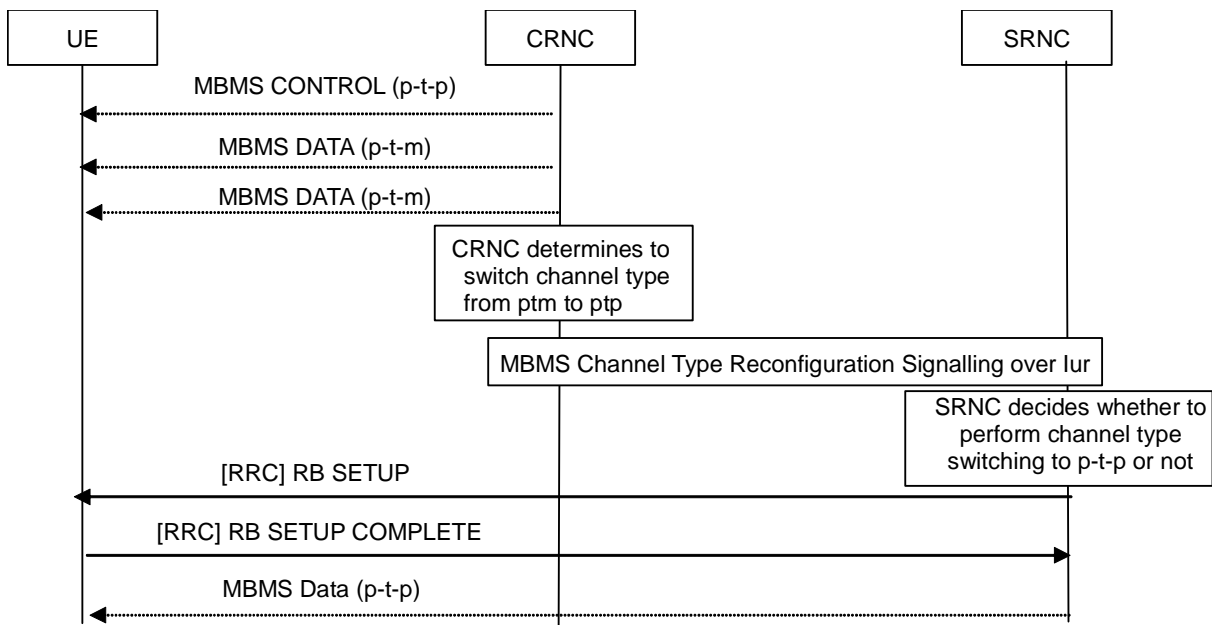 UE
CRNC
SRNC
MBMS CONTROL (p-t-p)
MBMS DATA (p-t-m)
MBMS DATA (p-t-m)
CRNC determines to
switch channel type
from ptm to ptp
MBMS Channel Type Reconfiguration Signalling over Iur
SRNC decides whether to
perform channel type
switching to p-t-p or not
[RRC] RB SETUP
[RRC] RB SETUP COMPLETE
MBMS Data (p-t-p)